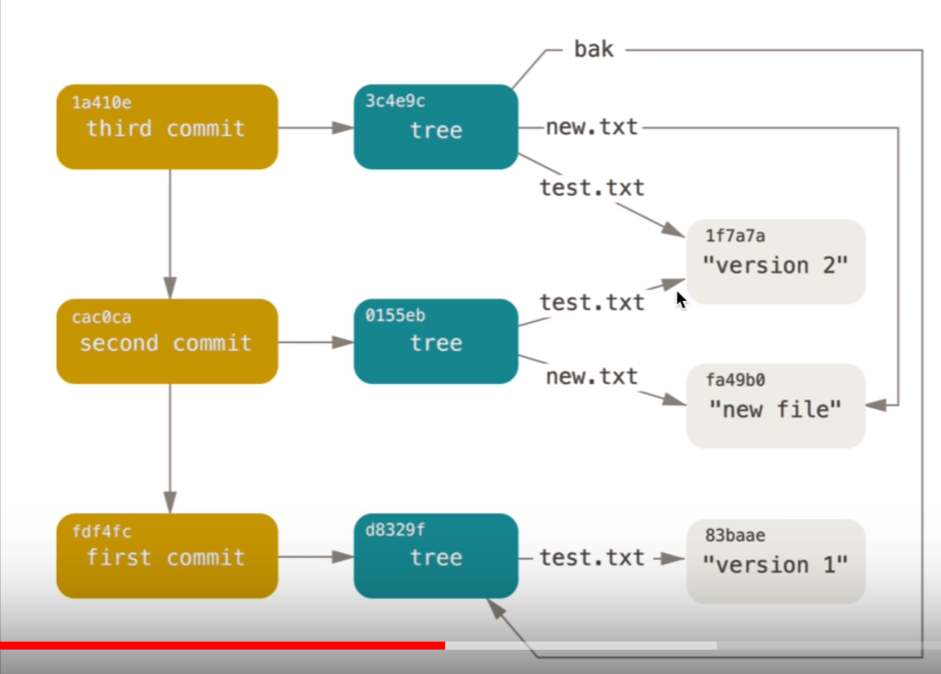 bak
1a410e
third commit
3c4e9c
tree
new.txt
test.txt
1f7a7a
"version 2"
cac0ca
second commit
0155eb
tree
test.txt
new.txt
fa49b0
"new file"
fdf4fc
first commit
d8329f
tree
test.txt
83baae
"version 1"